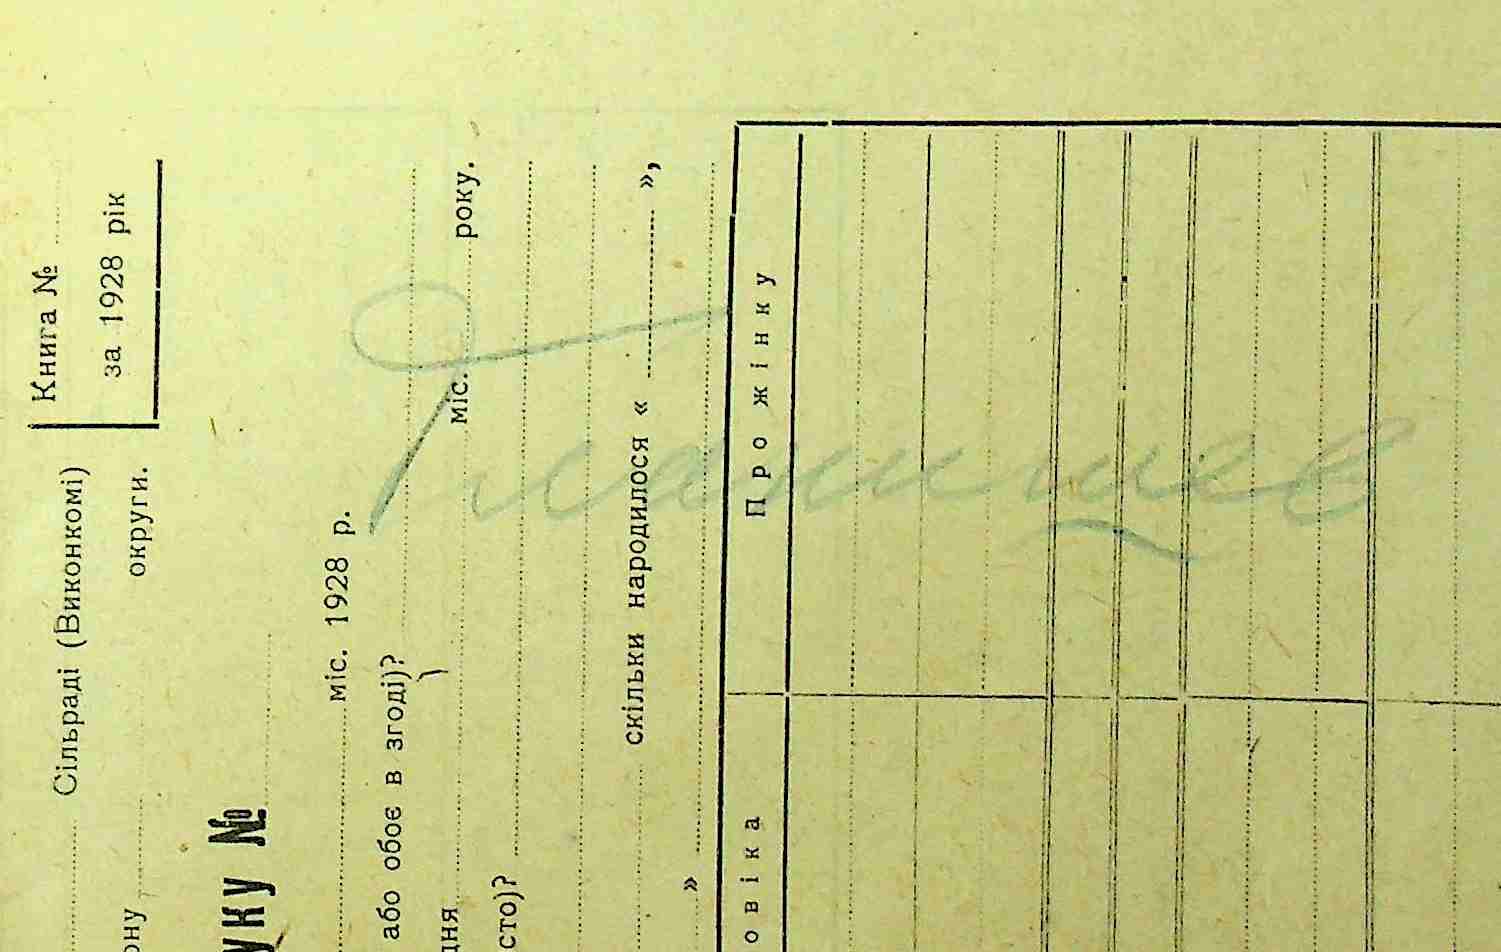 Сільраді (Виконкомі) Книга №
округи. за 1928 рік
уку №
міс. 1928 р.
або обоє в згоді)?
дня міс. року.
сто)?
скільки народилося « »,
»
овіка Про жінку